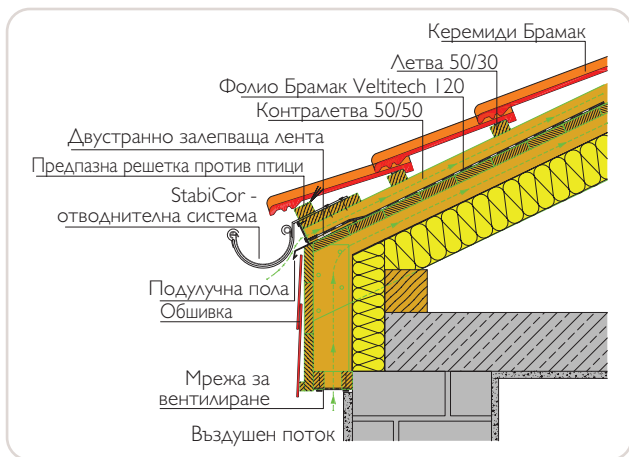 Керемиди Брамак
Летва 50/30
Фолио Брамак Veltitech 120
Контралетва 50/50
Двустранно залепваща лента
Предпазна решетка против птици
StabiCor -
отводнителна система
Подулучна пола
Обшивка
Мрежа за
вентилиране
Въздушен поток